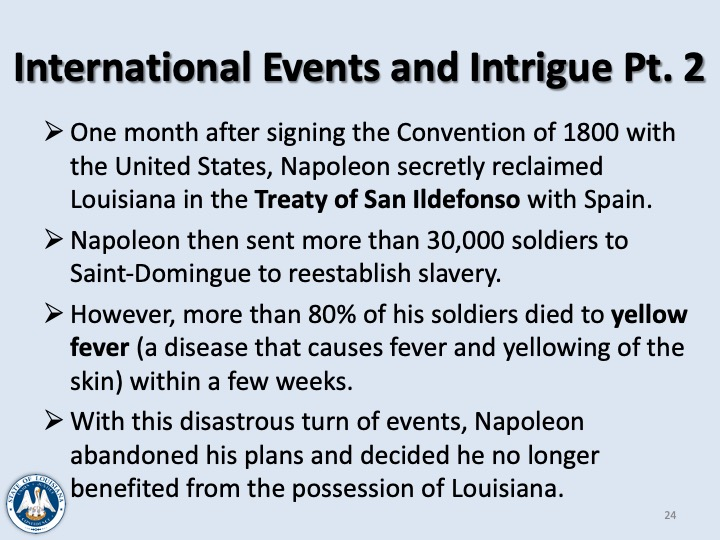 International Events and Intrigue Pt. 2
➢ One month after signing the Convention of 1800 with
the United States, Napoleon secretly reclaimed
Louisiana in the Treaty of San Ildefonso with Spain.
➢ Napoleon then sent more than 30,000 soldiers to
Saint-Domingue to reestablish slavery.
➢ However, more than 80% of his soldiers died to yellow
fever (a disease that causes fever and yellowing of the
skin) within a few weeks.
➢ With this disastrous turn of events, Napoleon
abandoned his plans and decided he no longer
benefited from the possession of Louisiana.
STATE OF LOUISIANA
24